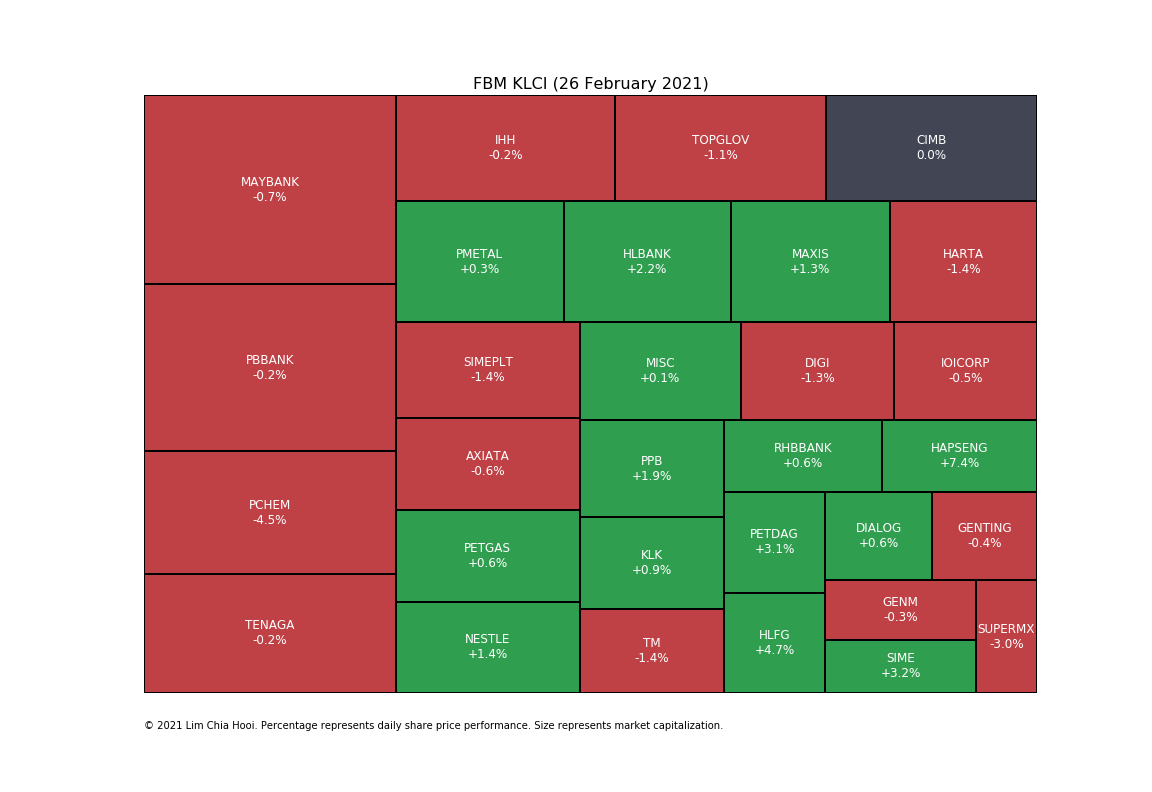 FBM KLCI (26 February 2021)
MAYBANK
-0.7%
PBBANK
-0.2%
PCHEM
-4.5%
TENAGA
-0.2%
IHH
-0.2%
TOPGLOV
-1.1%
CIMB
0.0%
PMETAL
+0.3%
HLBANK
+2.2%
MAXIS
+1.3%
HARTA
-1.4%
SIMEPLT
-1.4%
AXIATA
-0.6%
PETGAS
+0.6%
NESTLE
+1.4%
MISC
+0.1%
DIGI
-1.3%
IOICORP
-0.5%
PPB
+1.9%
KLK
+0.9%
TM
-1.4%
RHBBANK
+0.6%
HAPSENG
+7.4%
PETDAG
+3.1%
HLFG
+4.7%
DIALOG
+0.6%
GENTING
-0.4%
GENM
-0.3%
SIME
+3.2%
SUPERMX
-3.0%
© 2021 Lim Chia Hooi. Percentage represents daily share price performance. Size represents market capitalization.